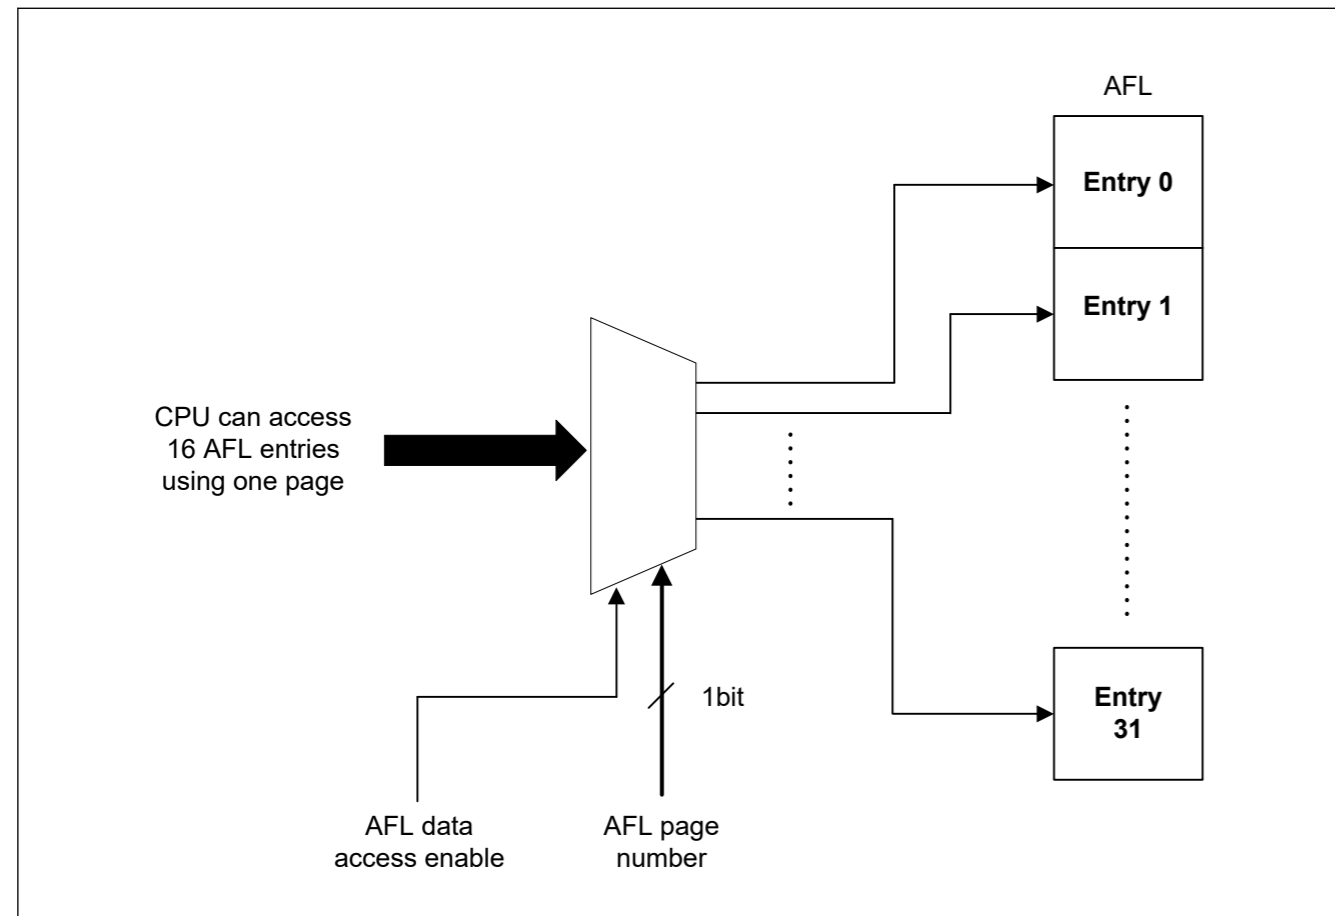 AFL
Entry 0
Entry 1
CPU can access
16 AFL entries
using one page
Entry
31
1bit
AFL data
access enable
AFL page
number